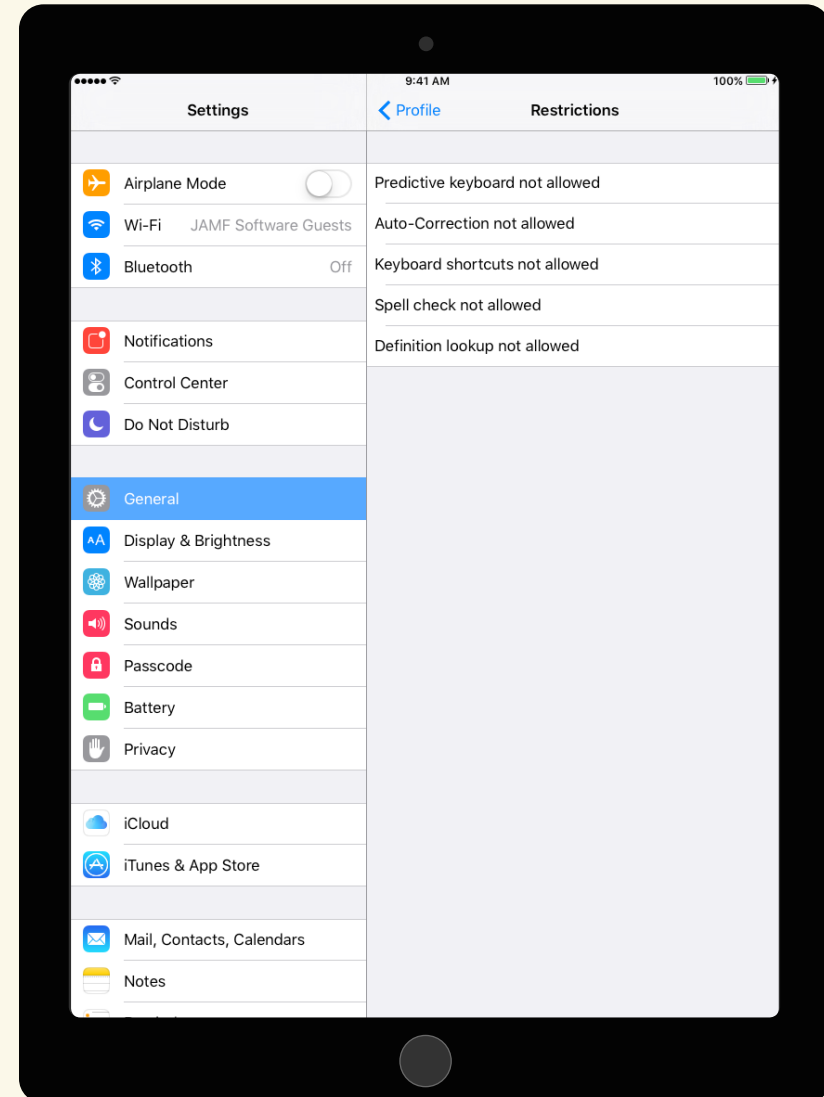 9:41 AM
100%
Settings
Profile
Restrictions
Airplane Mode
Wi-Fi JAMF Software Guests
Bluetooth Off
Notifications
Control Center
Do Not Disturb
General
AA Display & Brightness
Wallpaper
Sounds
Passcode
Battery
Privacy
iCloud
iTunes & App Store
Mail, Contacts, Calendars
Notes
Predictive keyboard not allowed
Auto-Correction not allowed
Keyboard shortcuts not allowed
Spell check not allowed
Definition lookup not allowed